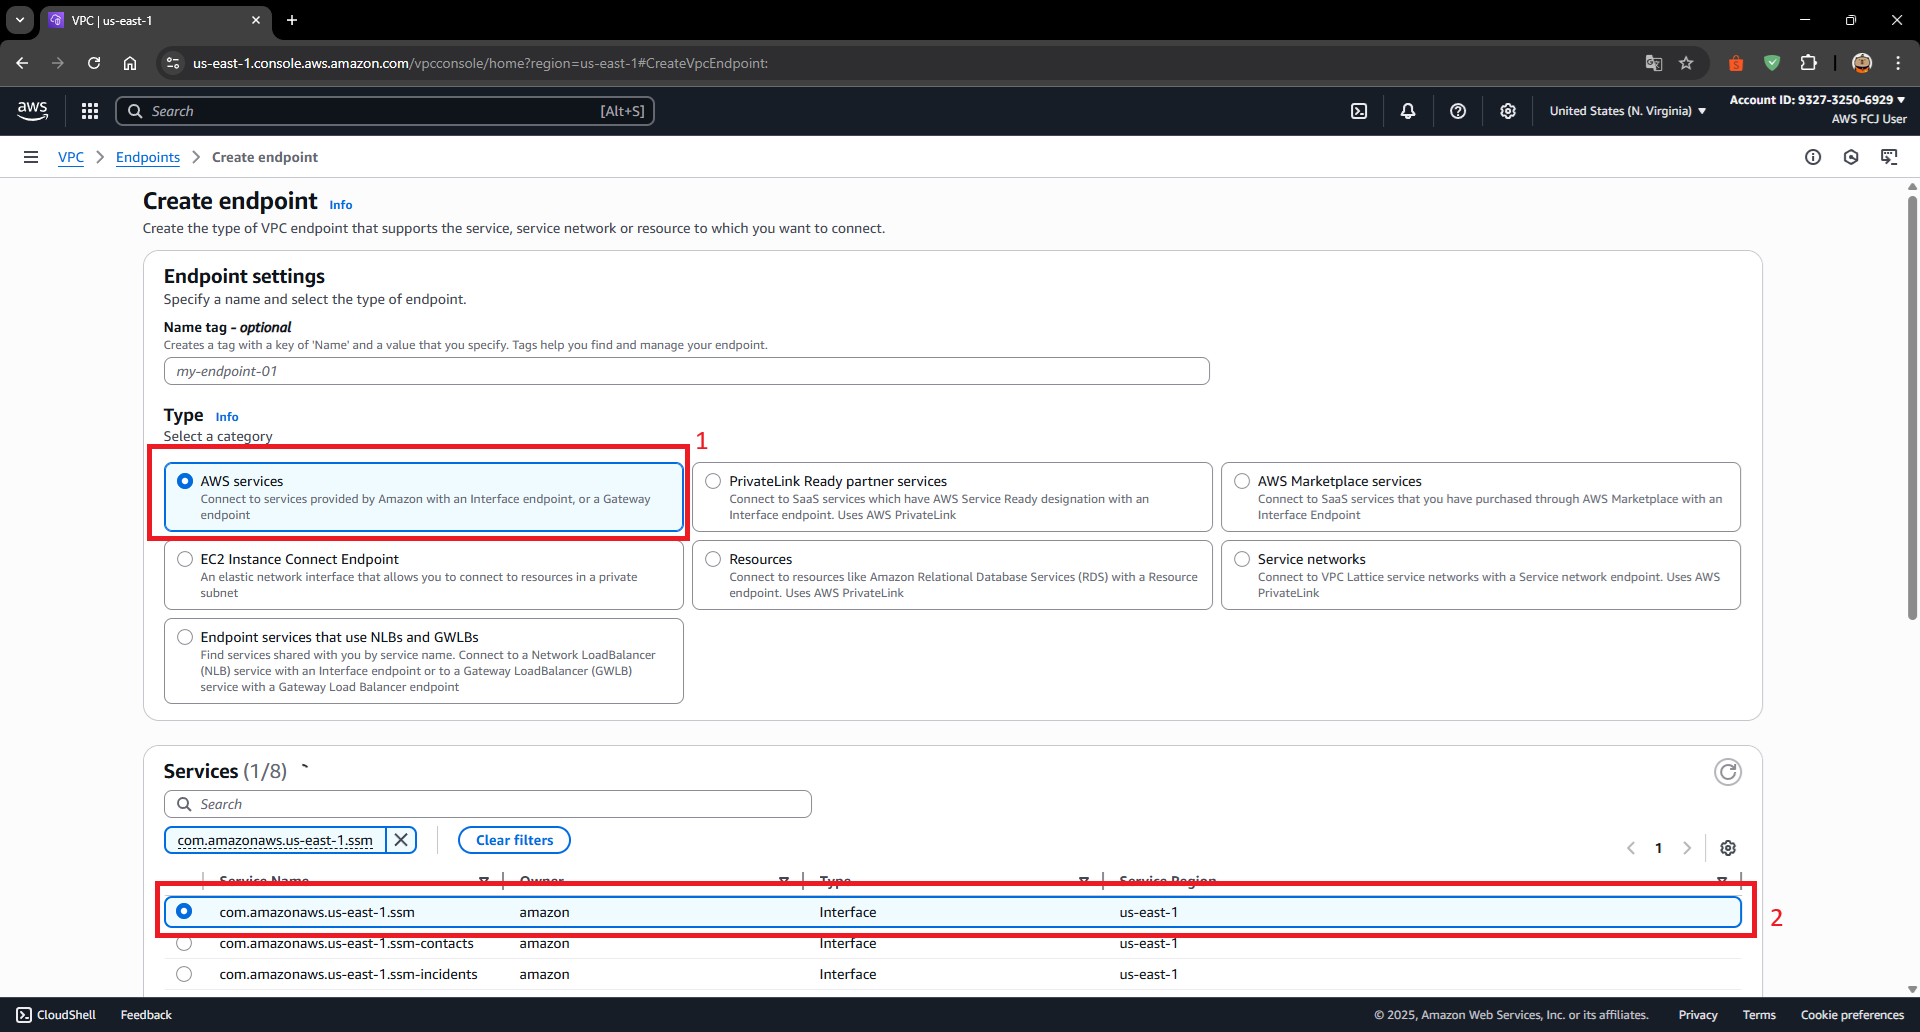 VPC | us-east-1
us-east-1.console.aws.amazon.com/vpcconsole/home?region=us-east-1#CreateVpcEndpoint:
aws
Search [Alt+S]
United States (N. Virginia)
Account ID: 9327-3250-6929
AWS FCJ User
VPC > Endpoints > Create endpoint
Create endpoint Info
Create the type of VPC endpoint that supports the service, service network or resource to which you want to connect.
Endpoint settings
Specify a name and select the type of endpoint.
Name tag - optional
Creates a tag with a key of 'Name' and a value that you specify. Tags help you find and manage your endpoint.
my-endpoint-01
Type Info
Select a category
1
AWS services
Connect to services provided by Amazon with an Interface endpoint, or a Gateway
endpoint
PrivateLink Ready partner services
Connect to SaaS services which have AWS Service Ready designation with an
Interface endpoint. Uses AWS PrivateLink
AWS Marketplace services
Connect to SaaS services that you have purchased through AWS Marketplace with an
Interface Endpoint
EC2 Instance Connect Endpoint
An elastic network interface that allows you to connect to resources in a private
subnet
Resources
Connect to resources like Amazon Relational Database Services (RDS) with a Resource
endpoint. Uses AWS PrivateLink
Service networks
Connect to VPC Lattice service networks with a Service network endpoint. Uses AWS
PrivateLink
Endpoint services that use NLBs and GWLBs
Find services shared with you by service name. Connect to a Network LoadBalancer
(NLB) service with an Interface endpoint or to a Gateway LoadBalancer (GWLB)
service with a Gateway Load Balancer endpoint
Services (1/8)
Search
com.amazonaws.us-east-1.ssm
Clear filters
1
Service Name Owner Type Service Region
com.amazonaws.us-east-1.ssm amazon Interface us-east-1
2
com.amazonaws.us-east-1.ssm-contacts amazon Interface us-east-1
com.amazonaws.us-east-1.ssm-incidents amazon Interface us-east-1
CloudShell Feedback
© 2025, Amazon Web Services, Inc. or its affiliates. Privacy Terms Cookie preferences